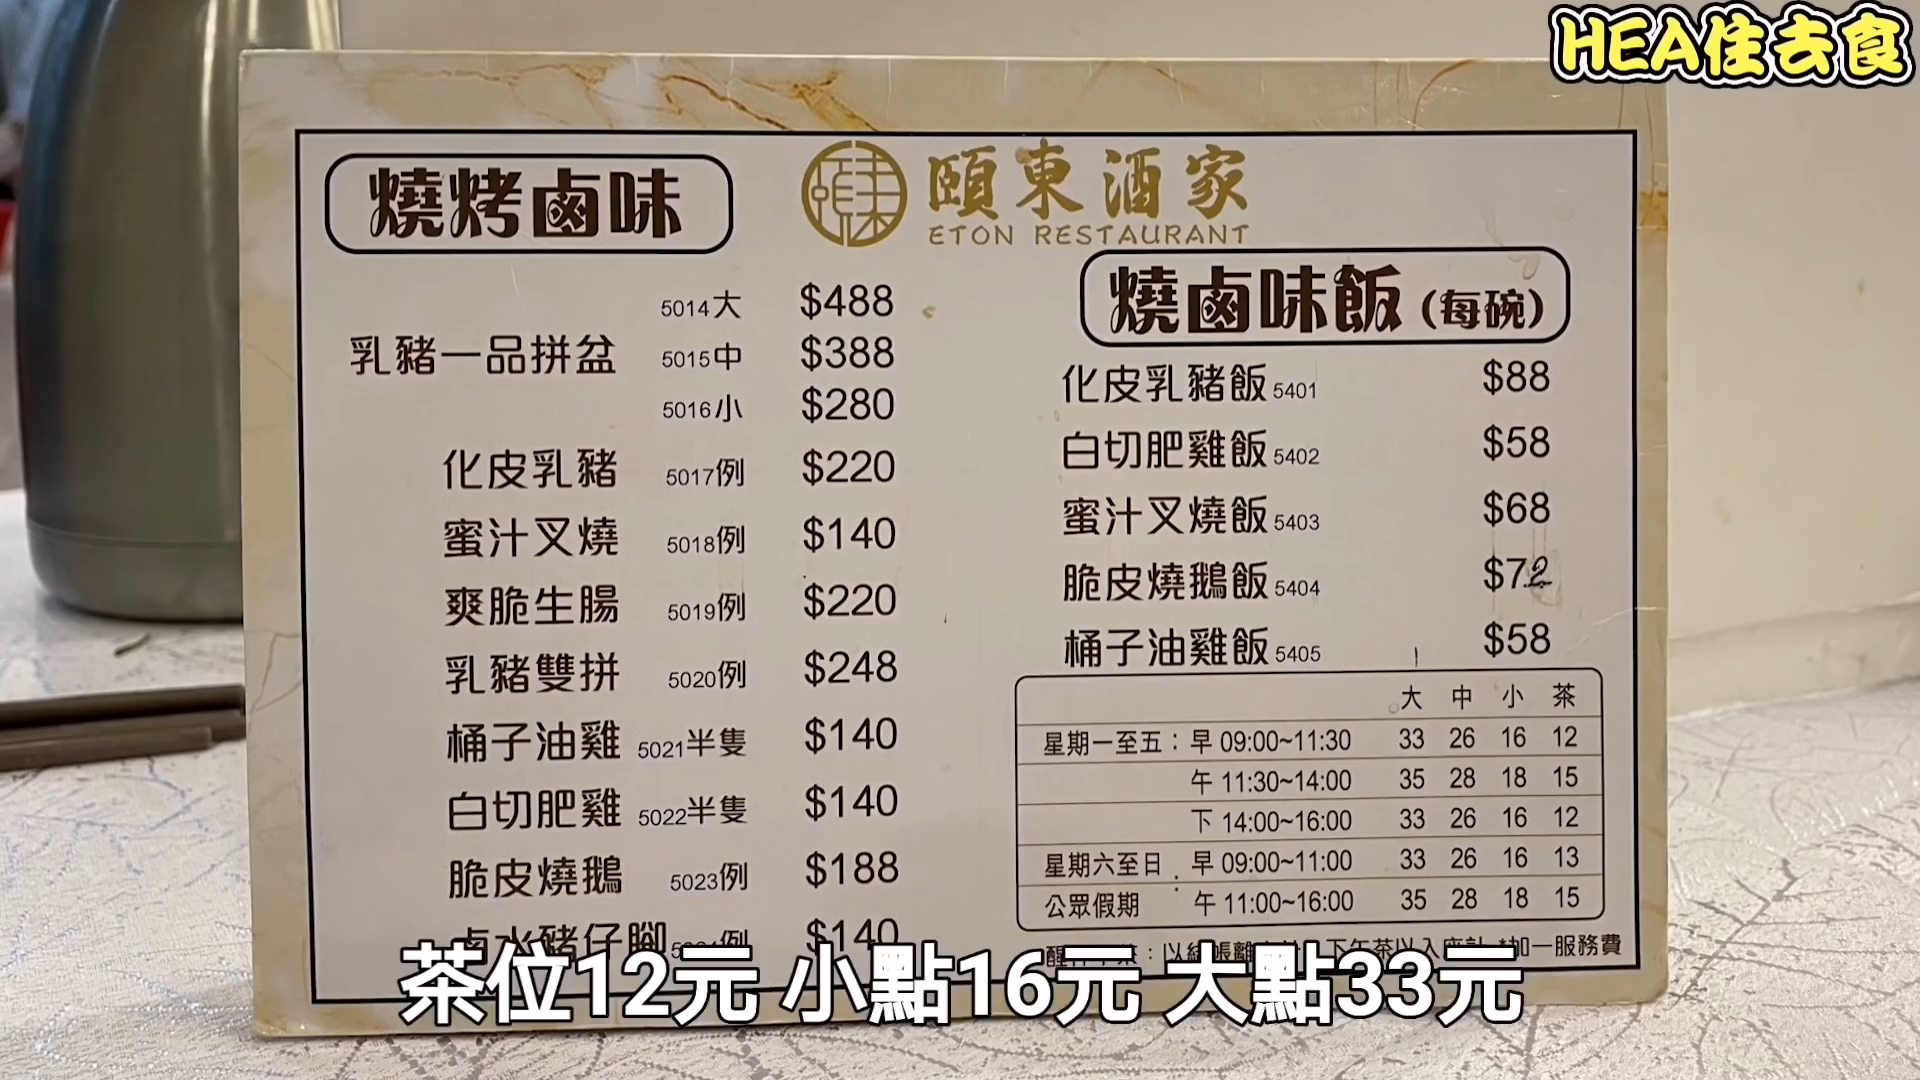 HEA住去食
頤東酒家
ETON RESTAURANT
燒烤鹵味
5014大 $488
乳豬一品拼盆 5015中 $388
5016小 $280
化皮乳豬 5017例 $220
蜜汁叉燒 5018例 $140
爽脆生腸 5019例 $220
乳豬雙拼 5020例 $248
桶子油雞 5021半隻 $140
白切肥雞 5022半隻 $140
脆皮燒鵝 5023例 $188
鹵水豬仔腳 例 $140
燒鹵味飯(每碗)
化皮乳豬飯 5401 $88
白切肥雞飯 5402 $58
蜜汁叉燒飯 5403 $68
脆皮燒鵝飯 5404 $72
桶子油雞飯 5405 $58
大 中 小 茶
星期一至五：早 09:00~11:30 33 26 16 12
午 11:30~14:00 35 28 18 15
下 14:00~16:00 33 26 16 12
星期六至日 早 09:00~11:00 33 26 16 13
公眾假期 : 午 11:00~16:00 35 28 18 15
下午茶以入座計 *加一服務費
茶位12元 小點16元 大點33元